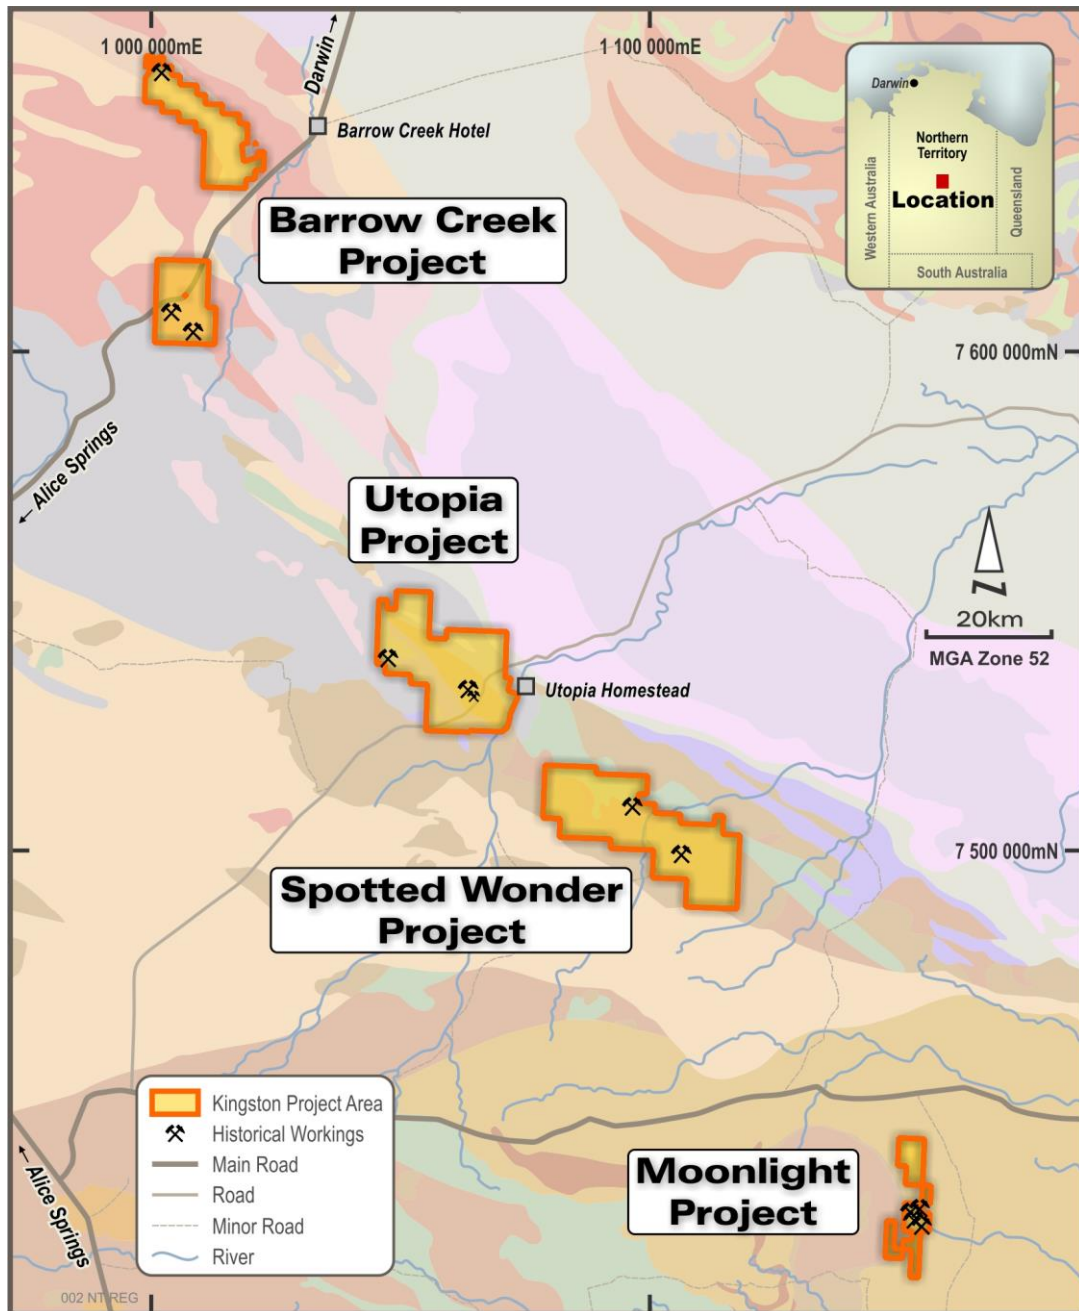 1 000 000mE
1 100 000mE
Darwin →
Barrow Creek Hotel
Darwin
Northern
Territory
Location
Western Australia
Queensland
South Australia
Barrow Creek
Project
7 600 000mN
← Alice Springs
Utopia
Project
N
20km
MGA Zone 52
Utopia Homestead
7 500 000mN
Spotted Wonder
Project
Kingston Project Area
Historical Workings
Main Road
Road
Minor Road
River
Moonlight
Project
← Alice Springs
002 NT REG